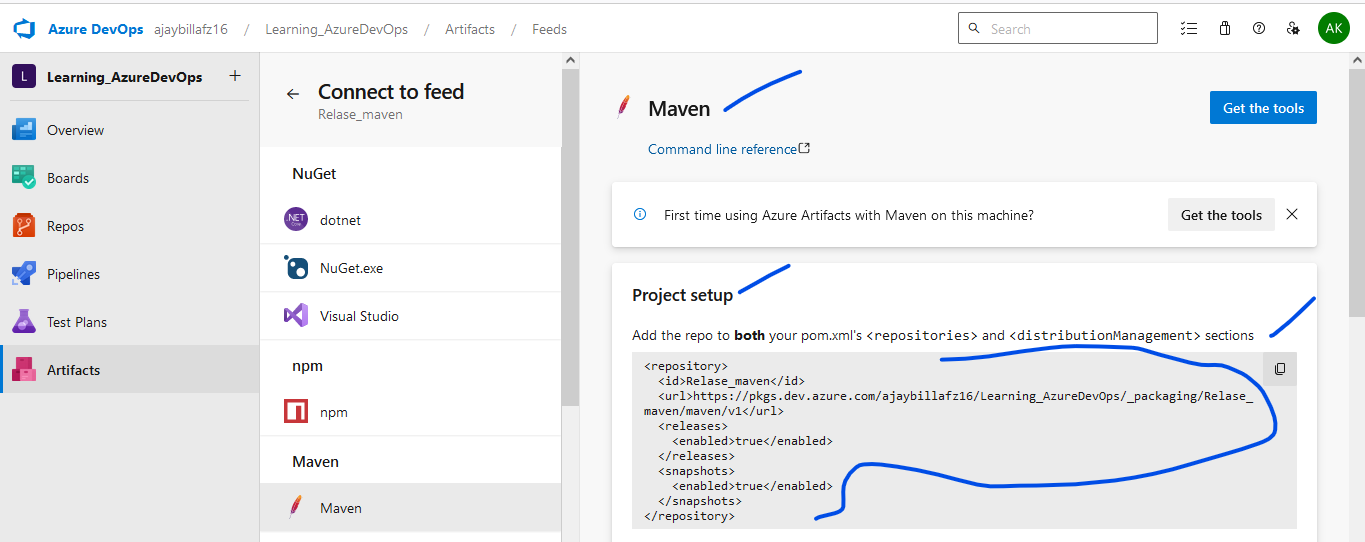 Azure DevOps ajaybillafz16 / Learning_AzureDevOps / Artifacts / Feeds
Search
AK
L Learning_AzureDevOps +
Overview
Boards
Repos
Pipelines
Test Plans
Artifacts
Connect to feed
Relase_maven
NuGet
.NET dotnet
NuGet.exe
Visual Studio
npm
npm
Maven
Maven
Maven
Get the tools
Command line reference
First time using Azure Artifacts with Maven on this machine?
Get the tools
Project setup
Add the repo to both your pom.xml's <repositories> and <distributionManagement> sections
<repository>
<id>Relase_maven</id>
<url>https://pkgs.dev.azure.com/ajaybillafz16/Learning_AzureDevOps/_packaging/Relase_
maven/maven/v1</url>
<releases>
<enabled>true</enabled>
</releases>
<snapshots>
<enabled>true</enabled>
</snapshots>
</repository>